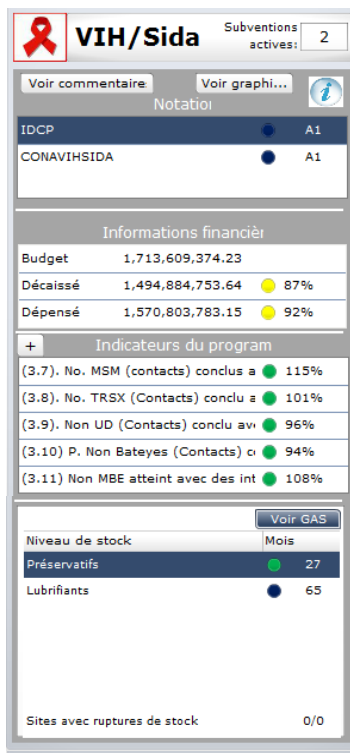 VIH/Sida
Subventions
actives: 2
Voir commentaire
Voir graphi...
Notation
IDCP A1
CONAVIHSIDA A1
Informations financièr
Budget 1,713,609,374.23
Décaissé 1,494,884,753.64 87%
Dépensé 1,570,803,783.15 92%
+ Indicateurs du program
(3.7). No. MSM (contacts) conclus a 115%
(3.8). No. TRSX (Contacts) conclu a 101%
(3.9). Non UD (Contacts) conclu ave 96%
(3.10) P. Non Bateyes (Contacts) co 94%
(3.11) Non MBE atteint avec des int 108%
Voir GAS
Niveau de stock Mois
Préservatifs 27
Lubrifiants 65
Sites avec ruptures de stock 0/0